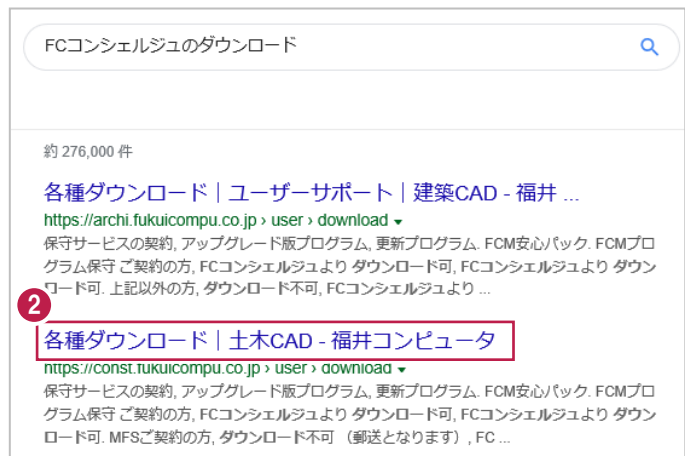 FCコンシェルジュのダウンロード
約 276,000 件
各種ダウンロード｜ユーザーサポート｜建築CAD - 福井 ...
https://archi.fukuicompu.co.jp › user › download
保守サービスの契約, アップグレード版プログラム, 更新プログラム. FCM安心パック. FCMプロ
グラム保守 ご契約の方, FCコンシェルジュより ダウンロード可, FCコンシェルジュより ダウン
ロード可. 上記以外の方, ダウンロード不可, FCコンシェルジュより ...
2
各種ダウンロード｜土木CAD - 福井コンピュータ
https://const.fukuicompu.co.jp › user › download
保守サービスの契約, アップグレード版プログラム, 更新プログラム. FCM安心パック. FCMプロ
グラム保守 ご契約の方, FCコンシェルジュより ダウンロード可, FCコンシェルジュより ダウン
ロード可. MFSご契約の方, ダウンロード不可 （郵送となります）, FC ...